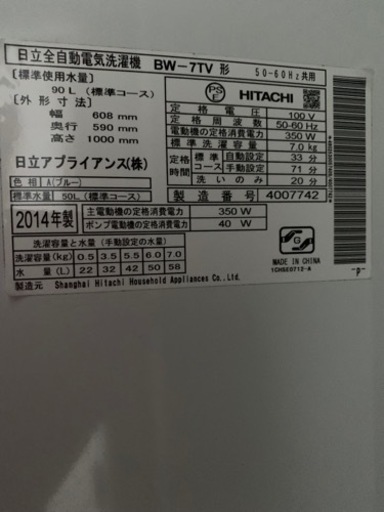 日立全自動電気洗濯機 BW-7TV 形
50-60Hz共用
〔標準使用水量〕
90L (標準コース)
〔外形寸法〕
幅 608 mm
奥行 590 mm
高さ 1000 mm
日立アプライアンス(株)
色相 A(ブルー)
標準水量 50L (標準コース)
PS
E
HITACHI
定格電圧 100 V
定格周波数 50-60 Hz
電動機の定格消費電力 350 W
標準洗濯容量 7.0 kg
定格時間 標準コース 自動設定 33 分
手動設定 71 分
洗いのみ 20 分
製造番号 4007742
2014年製
主電動機の定格消費電力 350 W
ポンプ電動機の定格消費電力 40 W
洗濯容量と水量 (手動設定の水量)
洗濯容量(kg) 0.5 3.5 5.5 6.0 7.0
水量(L) 22 32 42 50 58
製造元 Shanghai Hitachi Household Appliances Co.,Ltd.
MADE IN CHINA
1CHSE0712-A
-P-